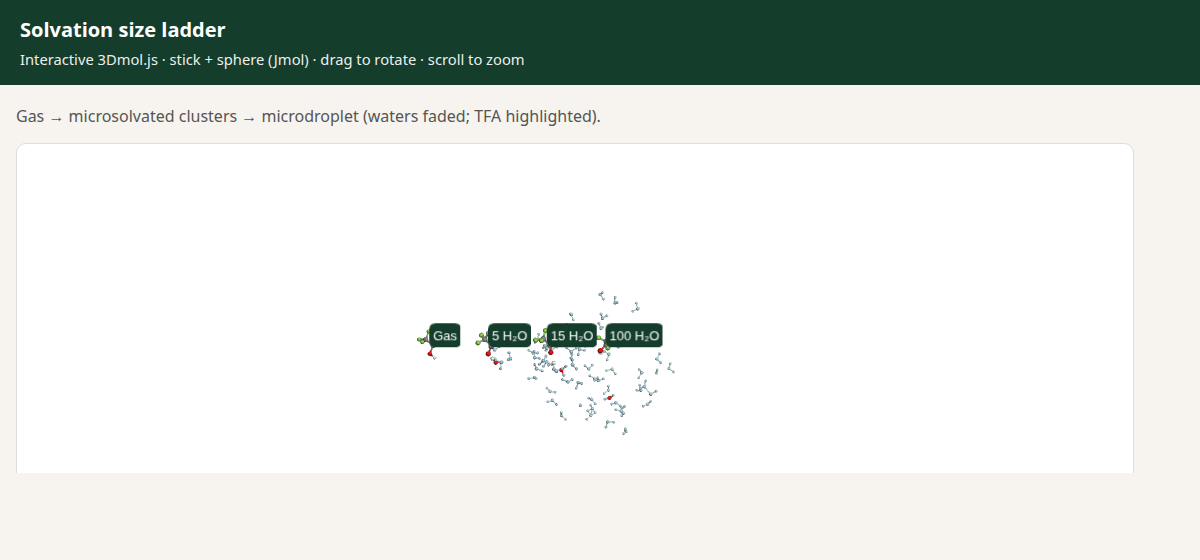 Solvation size ladder
Interactive 3Dmol.js · stick + sphere (Jmol) · drag to rotate · scroll to zoom
Gas → microsolvated clusters → microdroplet (waters faded; TFA highlighted).
Gas
5 H₂O
15 H₂O
100 H₂O